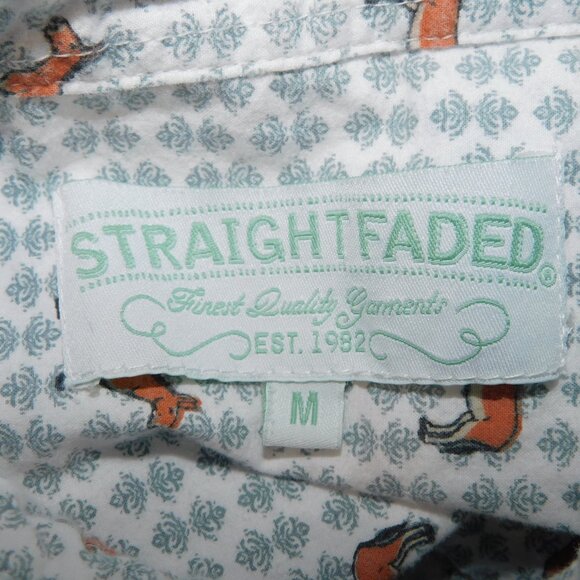 STRAIGHTFADED®
Finest Quality Garments
EST. 1982
M